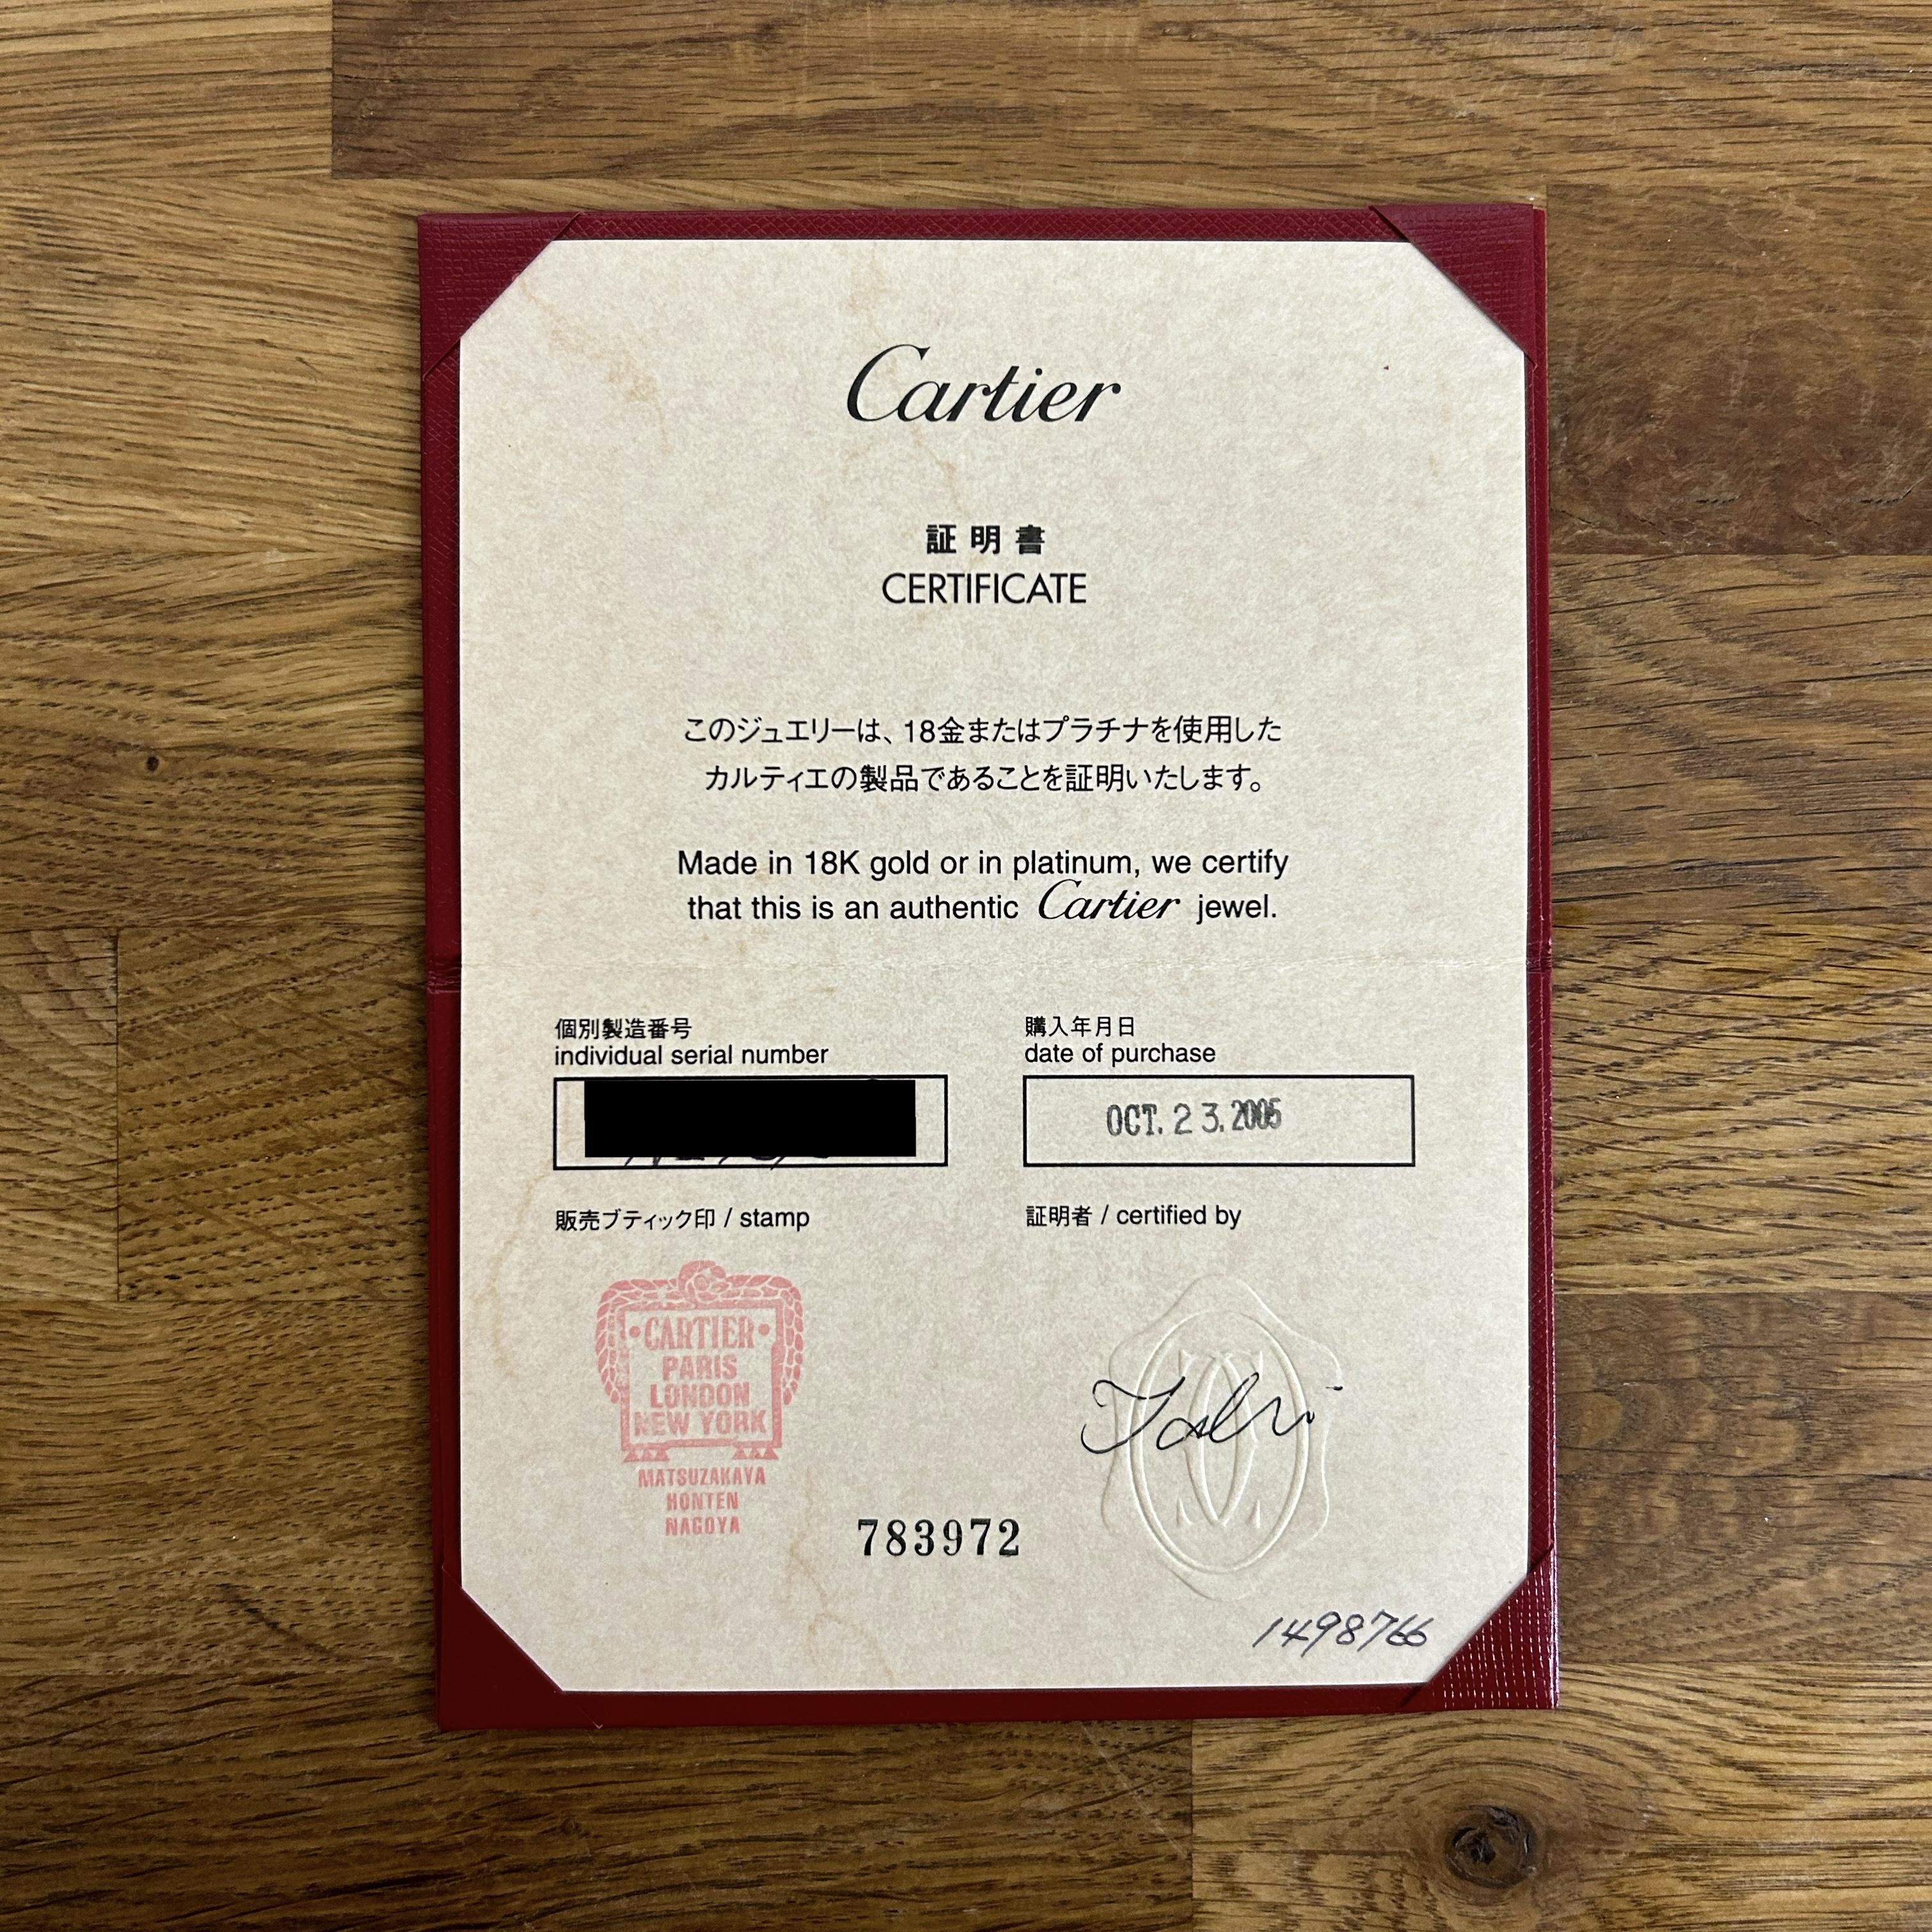 Cartier
証明書
CERTIFICATE
このジュエリーは、18金またはプラチナを使用した
カルティエの製品であることを証明いたします。
Made in 18K gold or in platinum, we certify
that this is an authentic Cartier jewel.
個別製造番号
individual serial number
購入年月日
date of purchase
OCT. 23. 2005
販売ブティック印 / stamp
証明者 / certified by
•CARTIER•
PARIS
LONDON
NEW YORK
MATSUZAKAYA
HONTEN
NAGOYA
783972
1498766